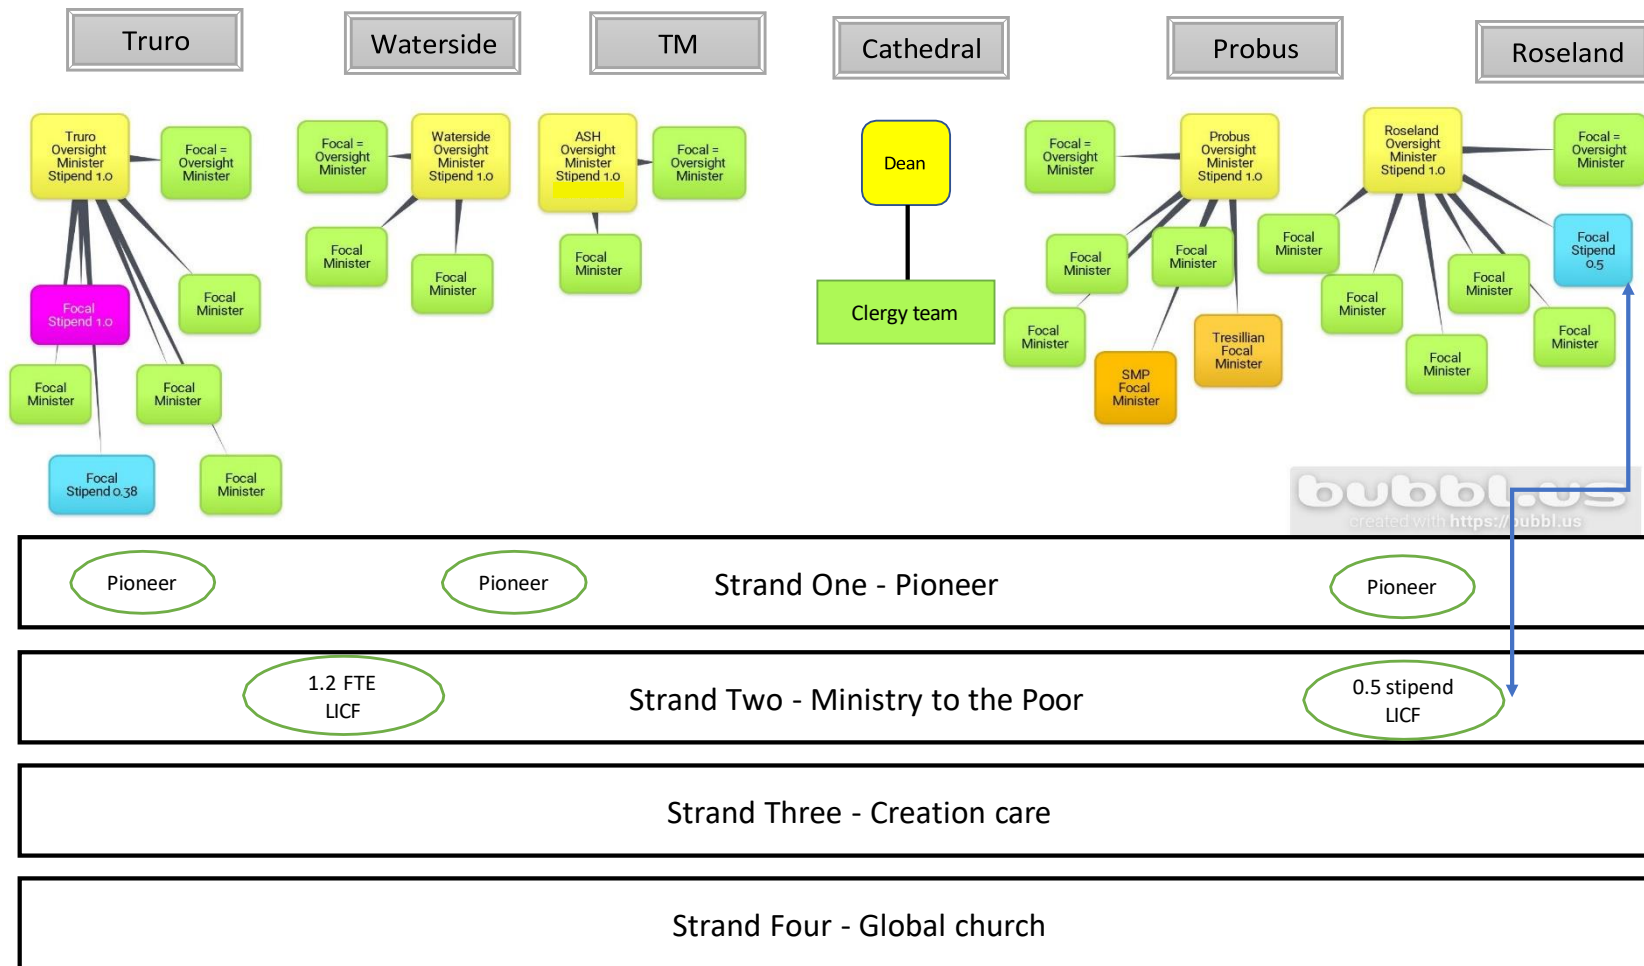 Truro
Waterside
TM
Cathedral
Probus
Roseland
Truro
Oversight
Minister
Stipend 1.0
Focal =
Oversight
Minister
Focal
Stipend 1.0
Focal
Minister
Focal
Minister
Focal
Minister
Focal
Stipend 0.38
Focal
Minister
Focal =
Oversight
Minister
Waterside
Oversight
Minister
Stipend 1.0
Focal
Minister
Focal
Minister
ASH
Oversight
Minister
Stipend 1.0
Focal =
Oversight
Minister
Focal
Minister
Dean
Clergy team
Focal =
Oversight
Minister
Probus
Oversight
Minister
Stipend 1.0
Focal
Minister
Focal
Minister
Focal
Minister
Tresillian
Focal
Minister
SMP
Focal
Minister
Roseland
Oversight
Minister
Stipend 1.0
Focal =
Oversight
Minister
Focal
Minister
Focal
Stipend
0.5
Focal
Minister
Focal
Minister
Focal
Minister
Focal
Minister
bubbl.us
created with https://bubbl.us
Pioneer
Pioneer
Strand One - Pioneer
Pioneer
1.2 FTE
LICF
Strand Two - Ministry to the Poor
0.5 stipend
LICF
Strand Three - Creation care
Strand Four - Global church